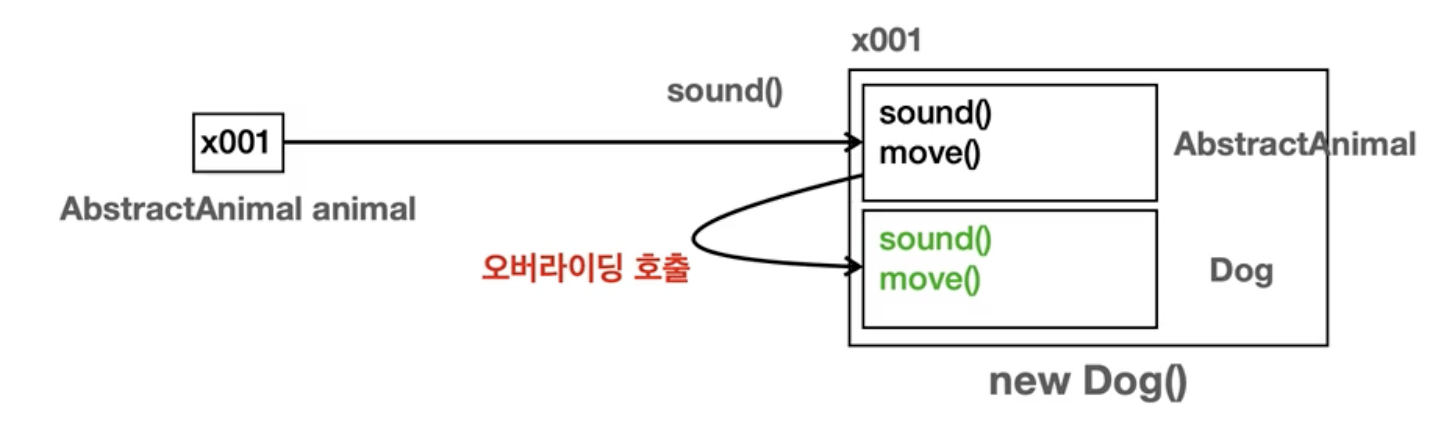 x001
sound()
x001
AbstractAnimal animal
sound()
move()
AbstractAnimal
오버라이딩 호출
sound()
move()
Dog
new Dog()